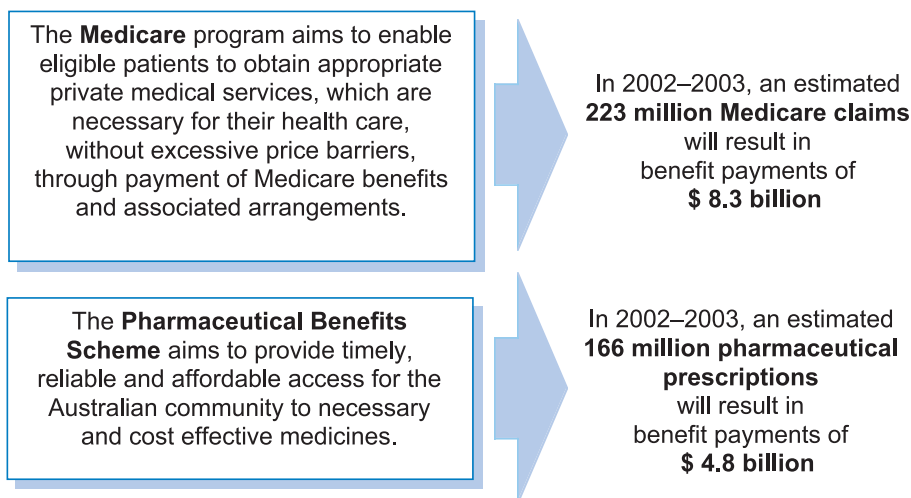 The Medicare program aims to enable
eligible patients to obtain appropriate
private medical services, which are
necessary for their health care,
without excessive price barriers,
through payment of Medicare benefits
and associated arrangements.
In 2002–2003, an estimated
223 million Medicare claims
will result in
benefit payments of
$ 8.3 billion
The Pharmaceutical Benefits
Scheme aims to provide timely,
reliable and affordable access for the
Australian community to necessary
and cost effective medicines.
In 2002–2003, an estimated
166 million pharmaceutical
prescriptions
will result in
benefit payments of
$ 4.8 billion